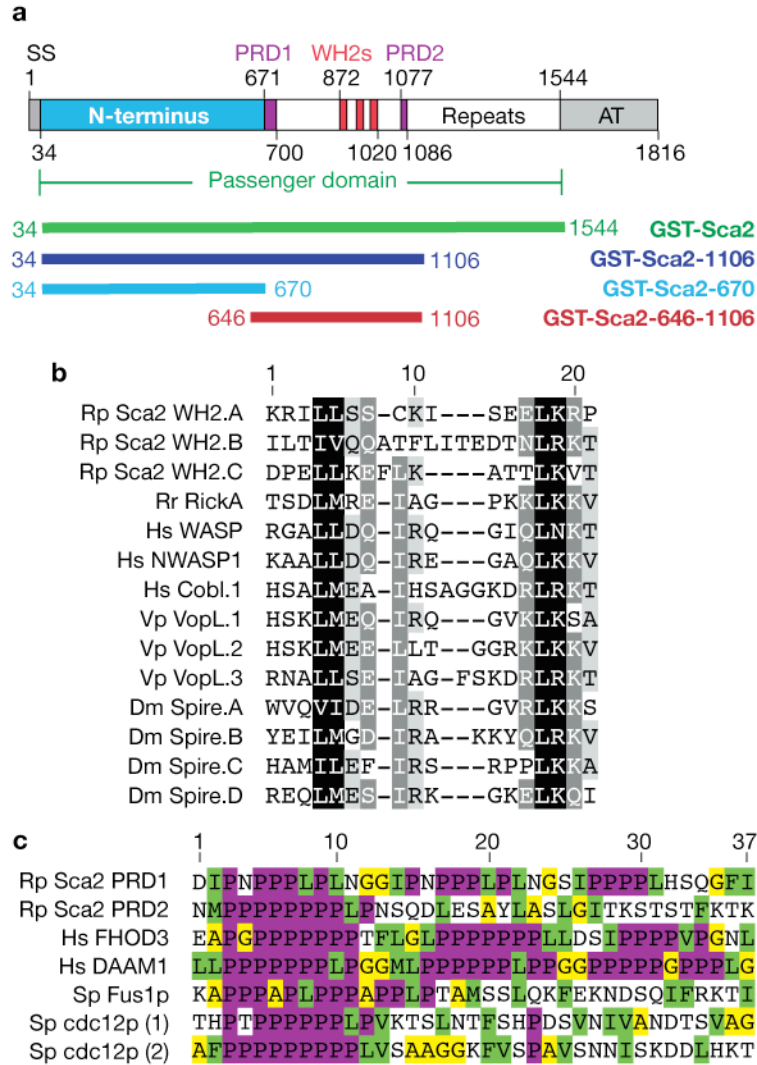 a
SS PRD1 WH2s PRD2
1 671 872 1077 1544
N-terminus Repeats AT
34 700 1020 1086 1816
Passenger domain
34 1544 GST-Sca2
34 1106 GST-Sca2-1106
34 670 GST-Sca2-670
646 1106 GST-Sca2-646-1106
b
1 10 20
Rp Sca2 WH2.A KRILLSS-CKI---SEELKRP
Rp Sca2 WH2.B ILTIVQQATFLITEDTNLRKT
Rp Sca2 WH2.C DPELLKEFLK----ATTLKVT
Rr RickA TSDLMRE-IAG---PKKLKKV
Hs WASP RGALLDQ-IRQ---GIQLNKT
Hs NWASP1 KAALLDQ-IRE---GAQLKKV
Hs Cobl.1 HSALMEA-IHSAGGKDRLRKT
Vp VopL.1 HSKLMEQ-IRQ---GVKLKSA
Vp VopL.2 HSKLMEE-LLT--GGRKLKKV
Vp VopL.3 RNALLSE-IAG-FSKDRLRKT
Dm Spire.A WVQVIDE-LRR---GVRLKKS
Dm Spire.B YEILMGD-IRA--KKYQLRKV
Dm Spire.C HAMILEF-IRS---RPPLKKA
Dm Spire.D REQLMES-IRK---GKELKQI
c
1 10 20 30 37
Rp Sca2 PRD1 DIPNPPPLPLNGGIPNPPPLPLNGSIPPPPLHSQGFI
Rp Sca2 PRD2 NMPPPPPPPPLPNSQDLESAYLASLGITKSTSTFKTK
Hs FHOD3 EAPGPPPPPPPTFLGLPPPPPPPLLDSIPPPPVPGNL
Hs DAAM1 LLPPPPPPPLPGGMLPPPPPPLPPGGPPPPPGPPPLG
Sp Fus1p KAPPPAPLPPPAPPLPTAMSSLQKFEKNDSQIFRKTI
Sp cdc12p (1) THPTPPPPPPLPVKTSLNTFSHPDSVNIVANDTSVAG
Sp cdc12p (2) AFPPPPPPPPPLVSAAGGKFVSPAVSNNISKDDLHKT